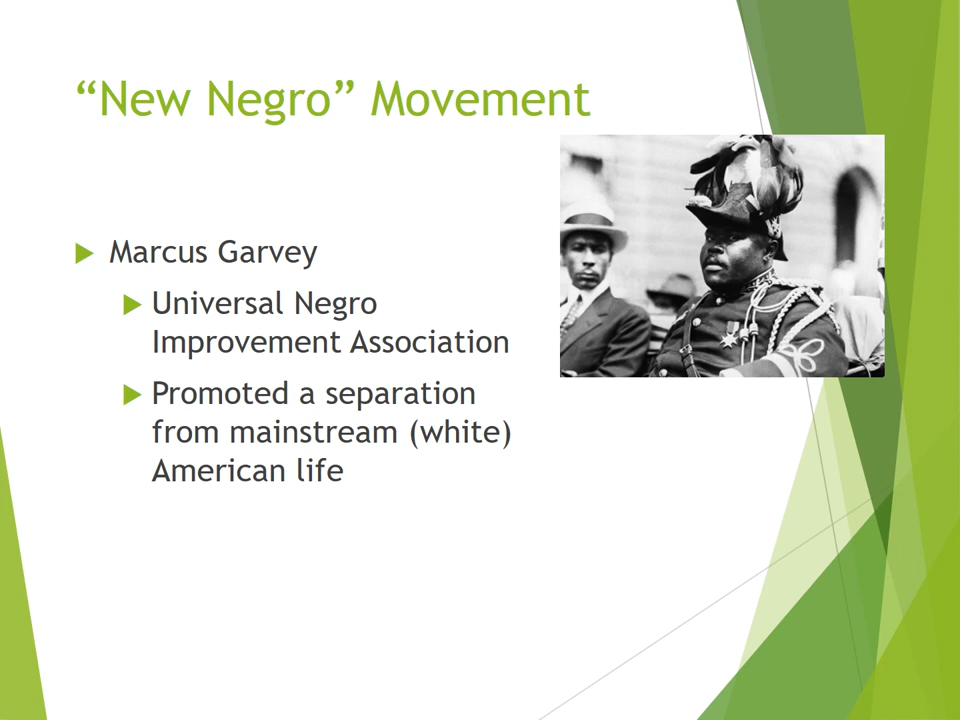 “New Negro” Movement
Marcus Garvey
Universal Negro
Improvement Association
Promoted a separation
from mainstream (white)
American life